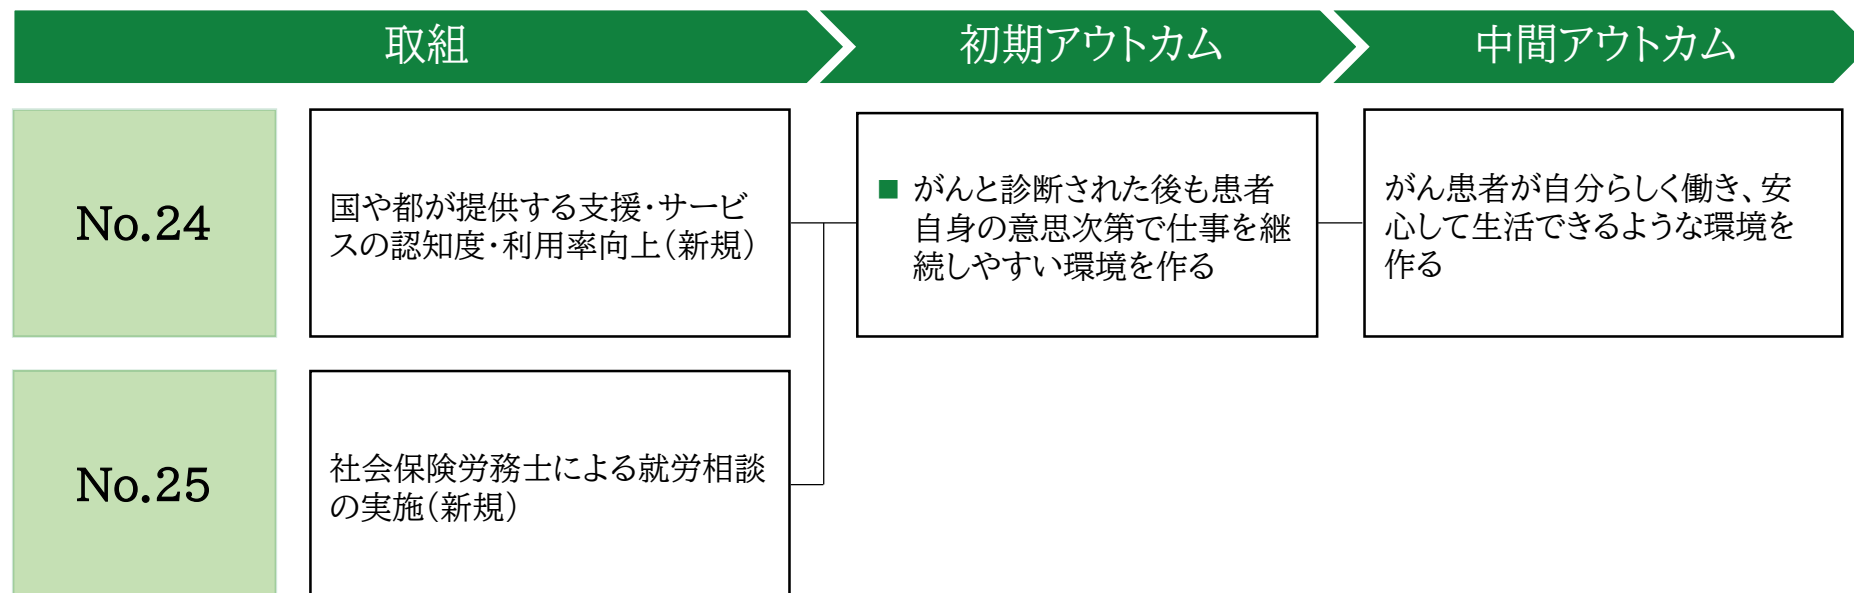 取組
初期アウトカム
中間アウトカム
No.24
国や都が提供する支援・サービ
スの認知度・利用率向上(新規)
■ がんと診断された後も患者
自身の意思次第で仕事を継
続しやすい環境を作る
がん患者が自分らしく働き、安
心して生活できるような環境を
作る
No.25
社会保険労務士による就労相談
の実施(新規)